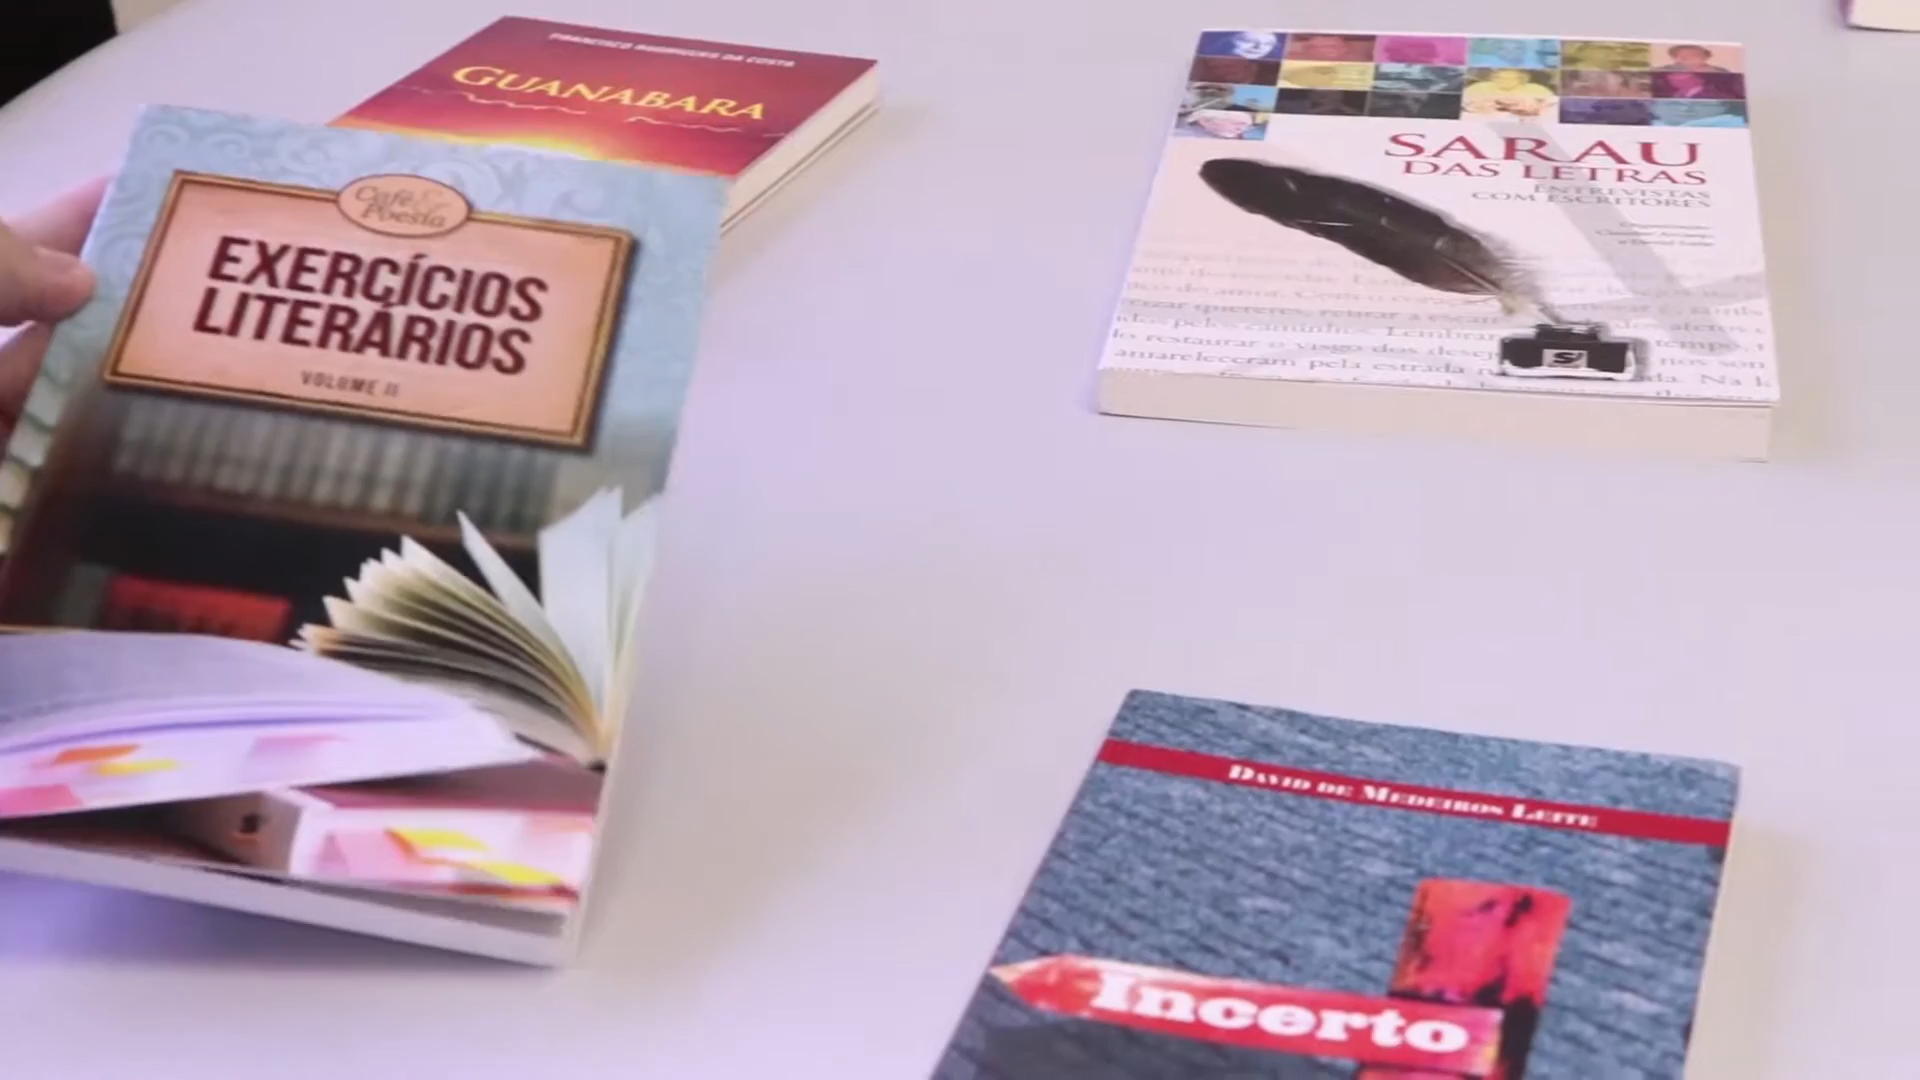 FRANCISCO RODRIGUES DA COSTA
GUANABARA
Café &
Poesia
EXERCÍCIOS
LITERÁRIOS
VOLUME II
SARAU
DAS LETRAS
ENTREVISTAS
COM ESCRITORES
DAVID DE MEDEIROS LEITE
Incerto